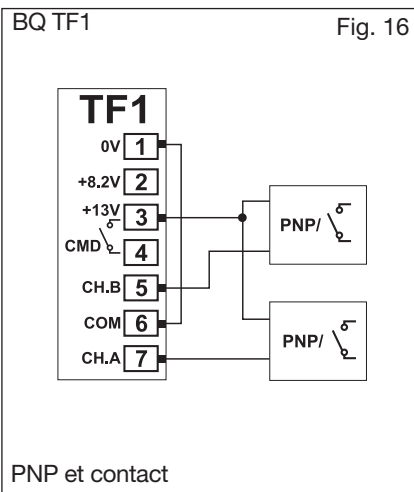 BQ TF1
Fig. 16
TF1
0V 1
+8.2V 2
+13V 3
CMD 4
CH.B 5
COM 6
CH.A 7
PNP/
PNP/
PNP et contact